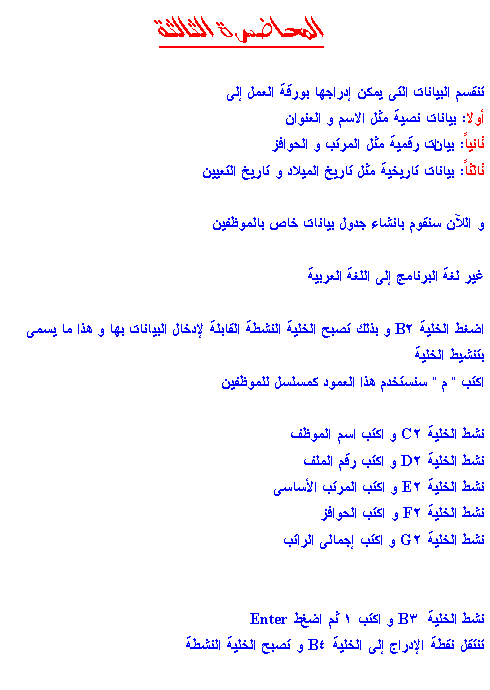 المحاضرة الثالثة
تنقسم البيانات التى يمكن إدراجها بورقة العمل إلى
أولا: بيانات نصية مثل الاسم و العنوان
ثانياً: بيانات رقمية مثل المرتب و الحوافز
ثالثاً: بيانات تاريخية مثل تاريخ الميلاد و تاريخ التعيين
و اللآن سنقوم بانشاء جدول بيانات خاص بالموظفين
غير لغة البرنامج إلى اللغة العربية
اضغط الخلية B٢ و بذلك تصبح الخلية النشطة القابلة لإدخال البيانات بها و هذا ما يسمى
بتنشيط الخلية
اكتب " م " سنستخدم هذا العمود كمسلسل للموظفين
نشط الخلية C٢ و اكتب اسم الموظف
نشط الخلية D٢ و اكتب رقم الملف
نشط الخلية E٢ و اكتب المرتب الأساسى
نشط الخلية F٢ و اكتب الحوافز
نشط الخلية G٢ و اكتب إجمالى الراتب
نشط الخلية B٣ و اكتب ١ ثم اضغط Enter
تنتقل نقطة الإدراج إلى الخلية B٤ و تصبح الخلية النشطة